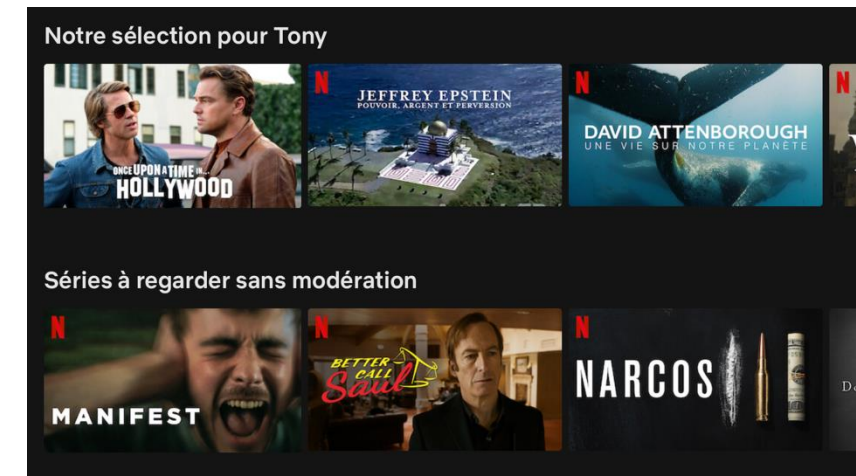 Notre sélection pour Tony
ONCE UPON A TIME IN...
HOLLYWOOD
N
JEFFREY EPSTEIN
POUVOIR, ARGENT ET PERVERSION
N
DAVID ATTENBOROUGH
UNE VIE SUR NOTRE PLANÈTE
N
Séries à regarder sans modération
N
MANIFEST
N
BETTER
CALL
Saul
N
NARCOS